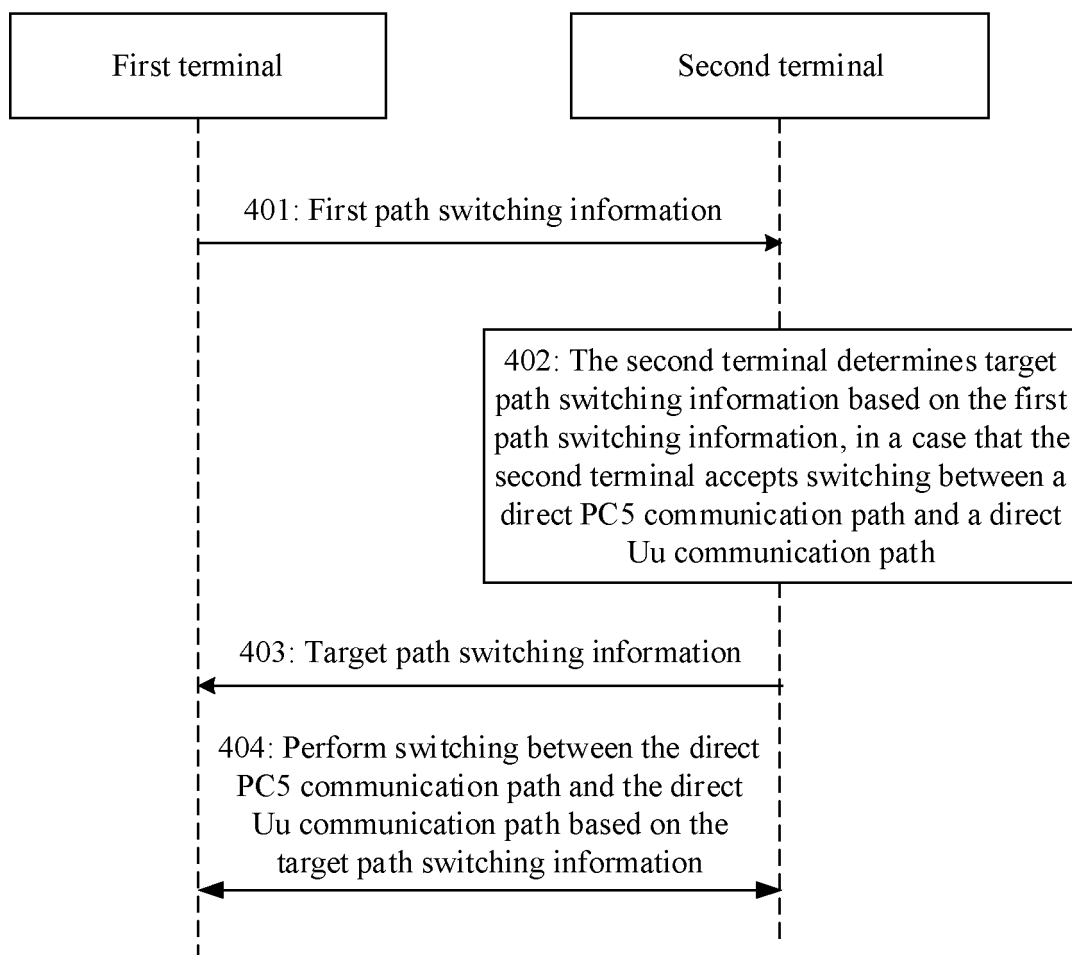 First terminal
Second terminal
401: First path switching information
402: The second terminal determines target
path switching information based on the first
path switching information, in a case that the
second terminal accepts switching between a
direct PC5 communication path and a direct
Uu communication path
403: Target path switching information
404: Perform switching between the direct
PC5 communication path and the direct
Uu communication path based on the
target path switching information